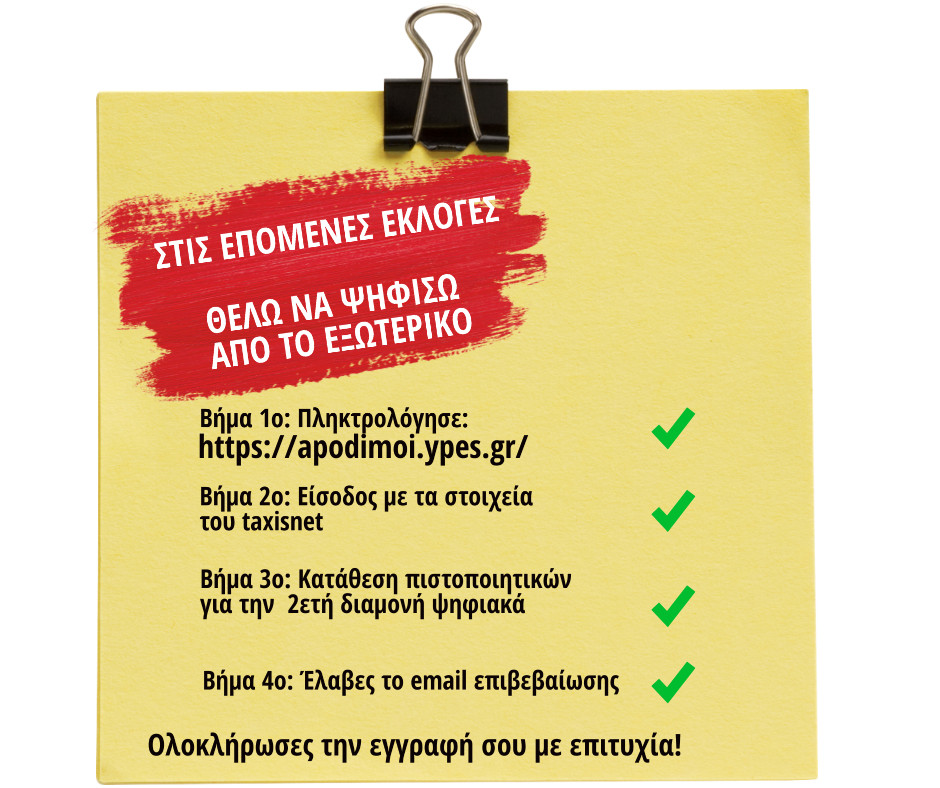 ΣΤΙΣ ΕΠΟΜΕΝΕΣ ΕΚΛΟΓΕΣ
ΘΕΛΩ ΝΑ ΨΗΦΙΣΩ
ΑΠΟ ΤΟ ΕΞΩΤΕΡΙΚΟ
Βήμα 1ο: Πληκτρολόγησε:
https://apodimoi.ypes.gr/
Βήμα 2ο: Είσοδος με τα στοιχεία
του taxisnet
Βήμα 3ο: Κατάθεση πιστοποιητικών
για την 2ετή διαμονή ψηφιακά
Βήμα 4ο: Έλαβες το email επιβεβαίωσης
Ολοκλήρωσες την εγγραφή σου με επιτυχία!